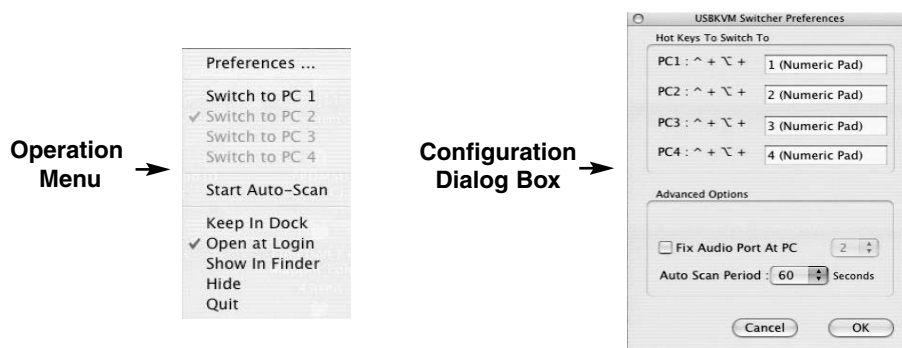 Operation
Menu
Preferences ...
Switch to PC 1
✓ Switch to PC 2
Switch to PC 3
Switch to PC 4
Start Auto-Scan
Keep In Dock
✓ Open at Login
Show In Finder
Hide
Quit
Configuration
Dialog Box
USBKVM Switcher Preferences
Hot Keys To Switch To
PC1 : ^ + ⌥ + 1 (Numeric Pad)
PC2 : ^ + ⌥ + 2 (Numeric Pad)
PC3 : ^ + ⌥ + 3 (Numeric Pad)
PC4 : ^ + ⌥ + 4 (Numeric Pad)
Advanced Options
Fix Audio Port At PC 2
Auto Scan Period : 60 Seconds
Cancel OK